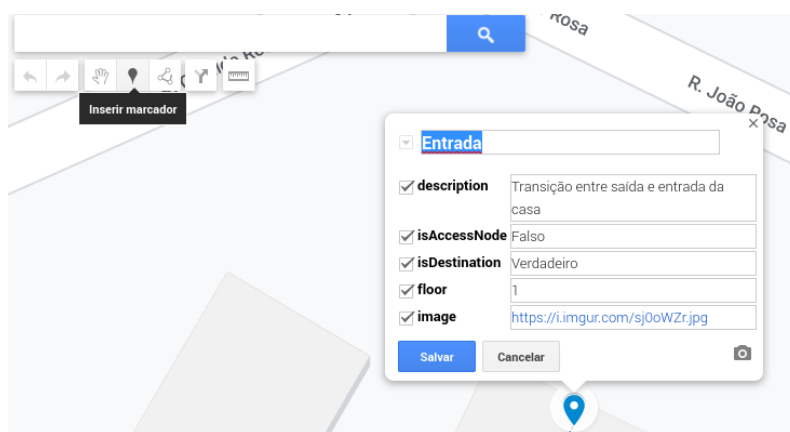 Rosa
R. João Rosa
Inserir marcador
Entrada
description Transição entre saída e entrada da
casa
isAccessNode Falso
isDestination Verdadeiro
floor 1
image https://i.imgur.com/sj0oWZr.jpg
Salvar Cancelar